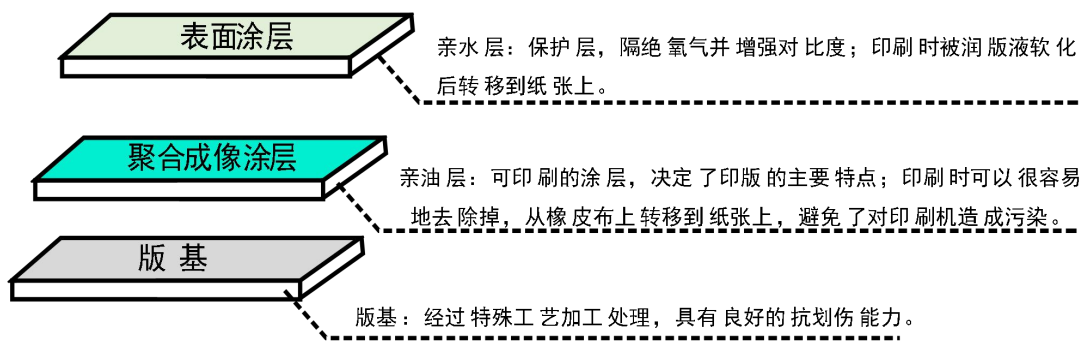 表面涂层
亲水层：保护层，隔绝氧气并增强对比度；印刷时被润版液软化
后转移到纸张上。
聚合成像涂层
亲油层：可印刷的涂层，决定了印版的主要特点；印刷时可以很容易
地去除掉，从橡皮布上转移到纸张上，避免了对印刷机造成污染。
版基
版基：经过特殊工艺加工处理，具有良好的抗划伤能力。